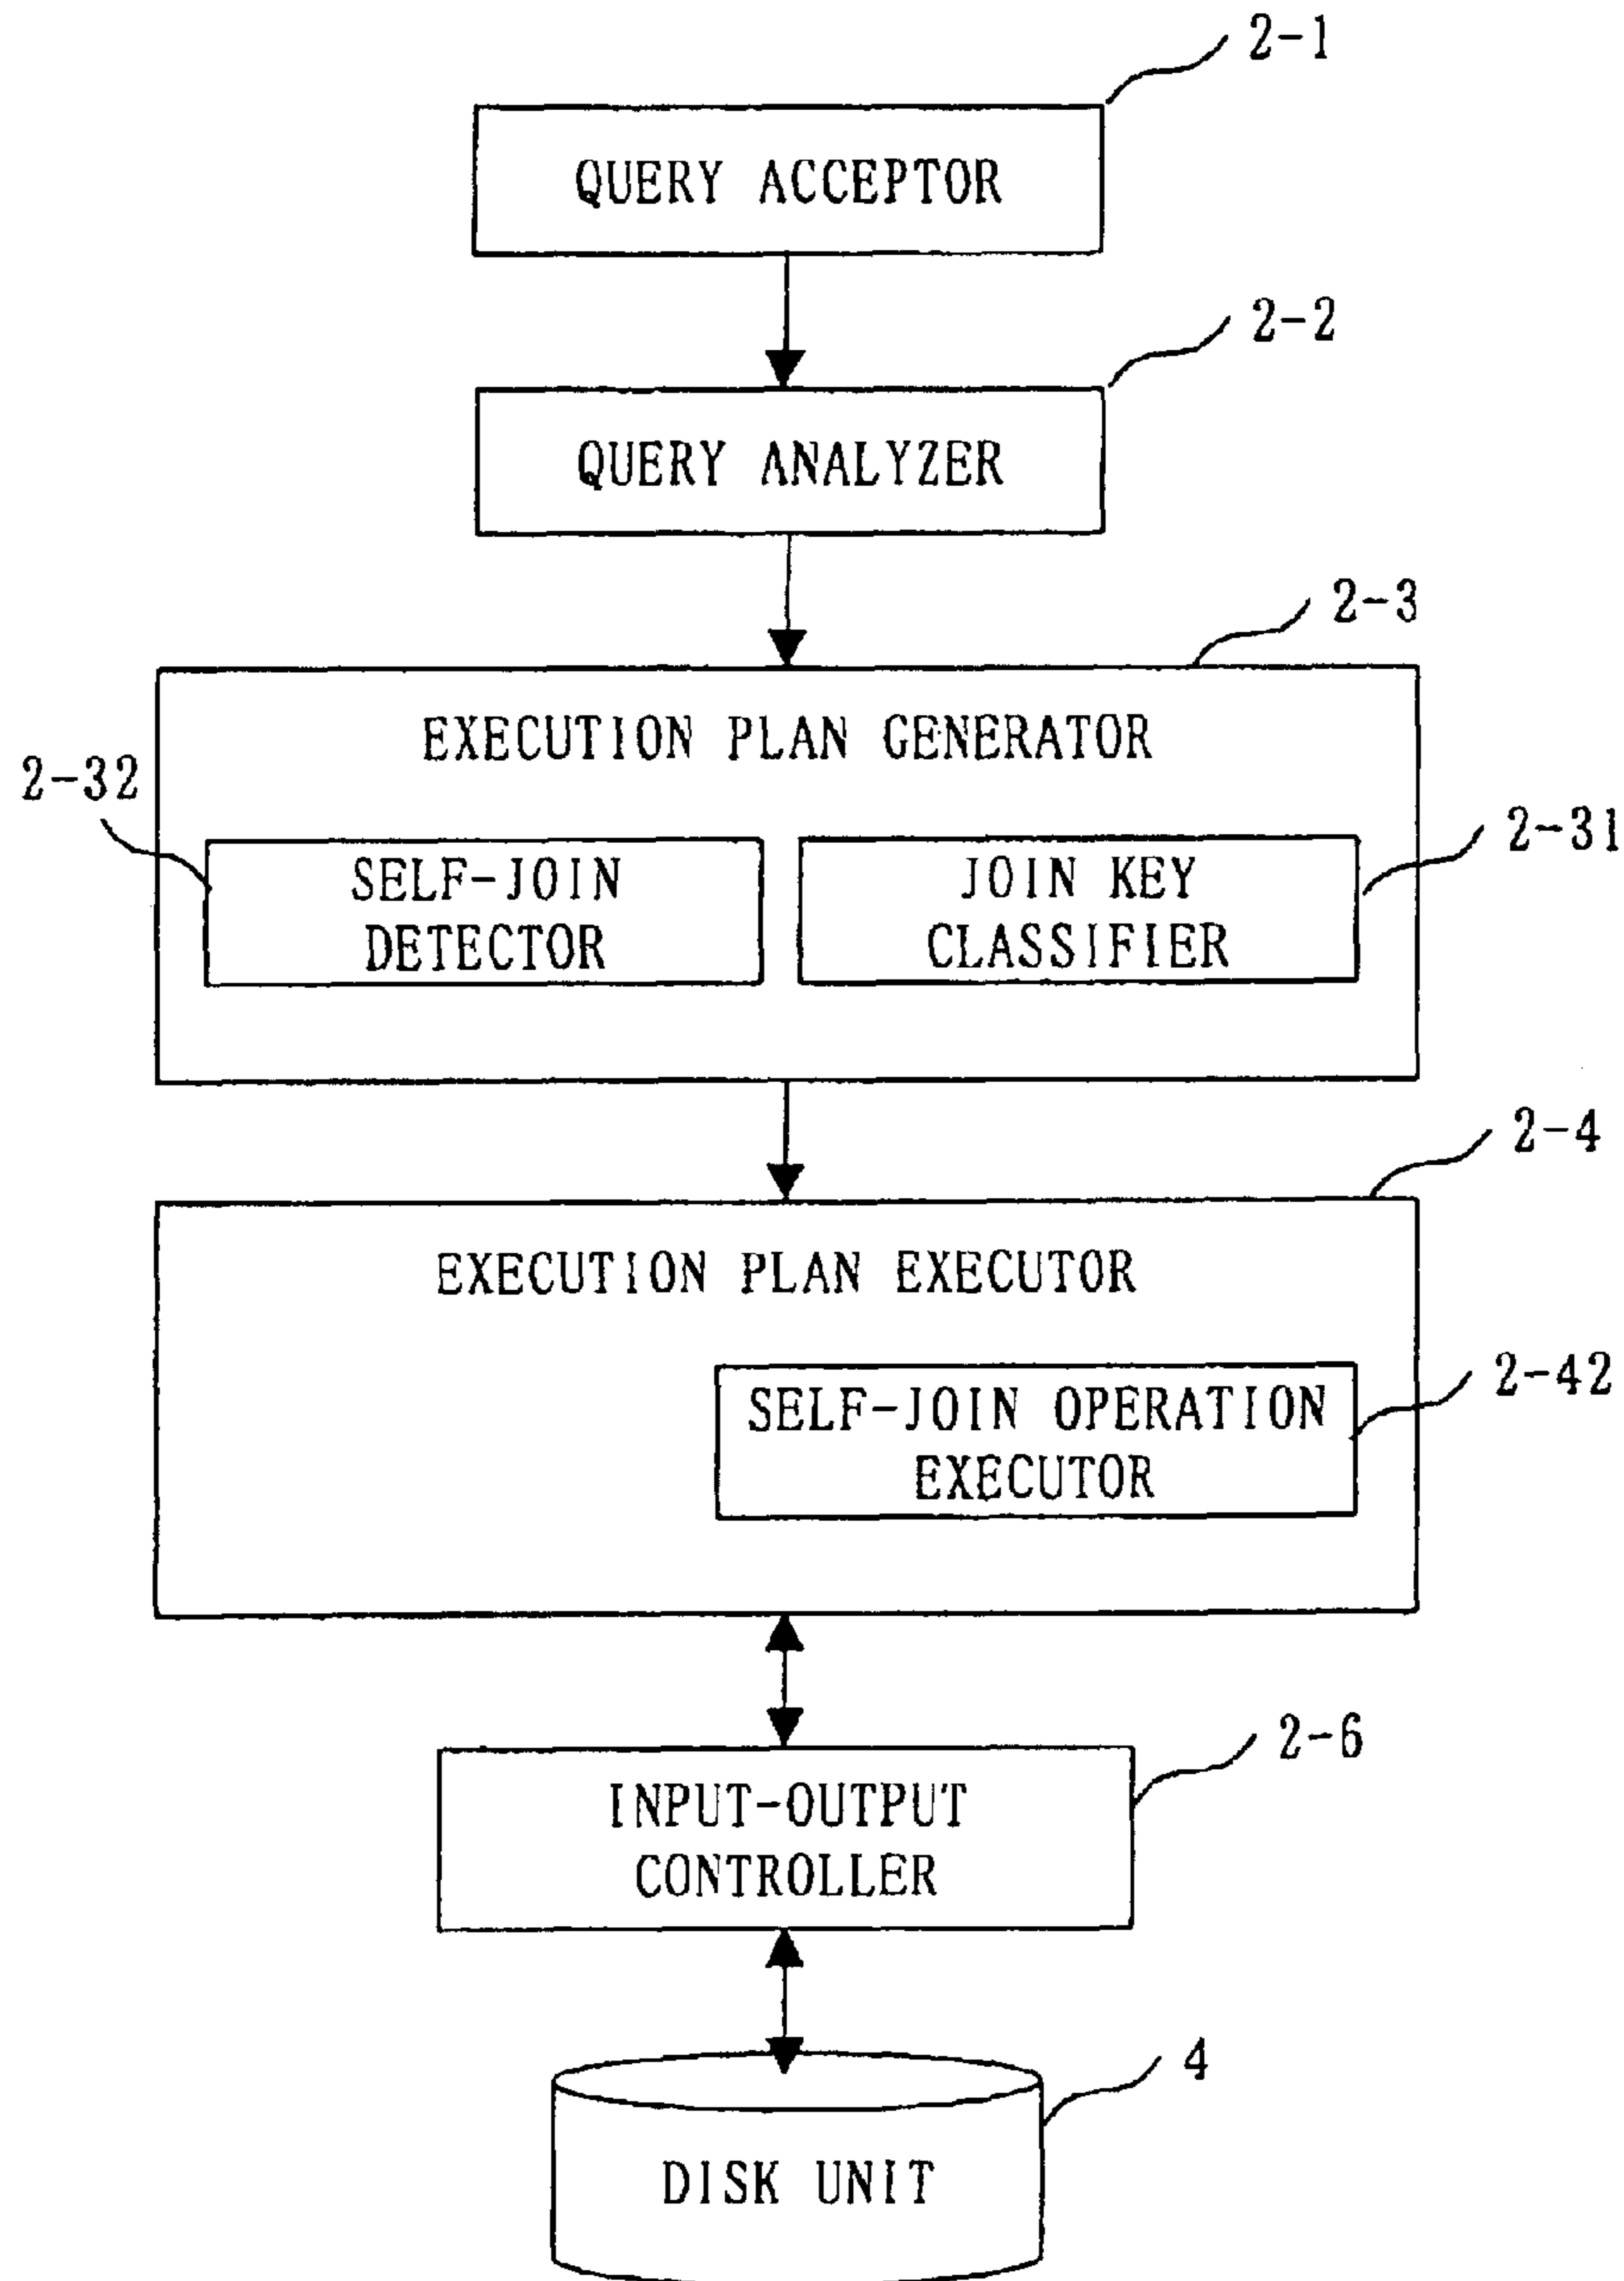 2-1
QUERY ACCEPTOR
2-2
QUERY ANALYZER
2-3
EXECUTION PLAN GENERATOR
2-32
2-31
SELF-JOIN
DETECTOR
JOIN KEY
CLASSIFIER
2-4
EXECUTION PLAN EXECUTOR
2-42
SELF-JOIN OPERATION
EXECUTOR
2-6
INPUT-OUTPUT
CONTROLLER
4
DISK UNIT